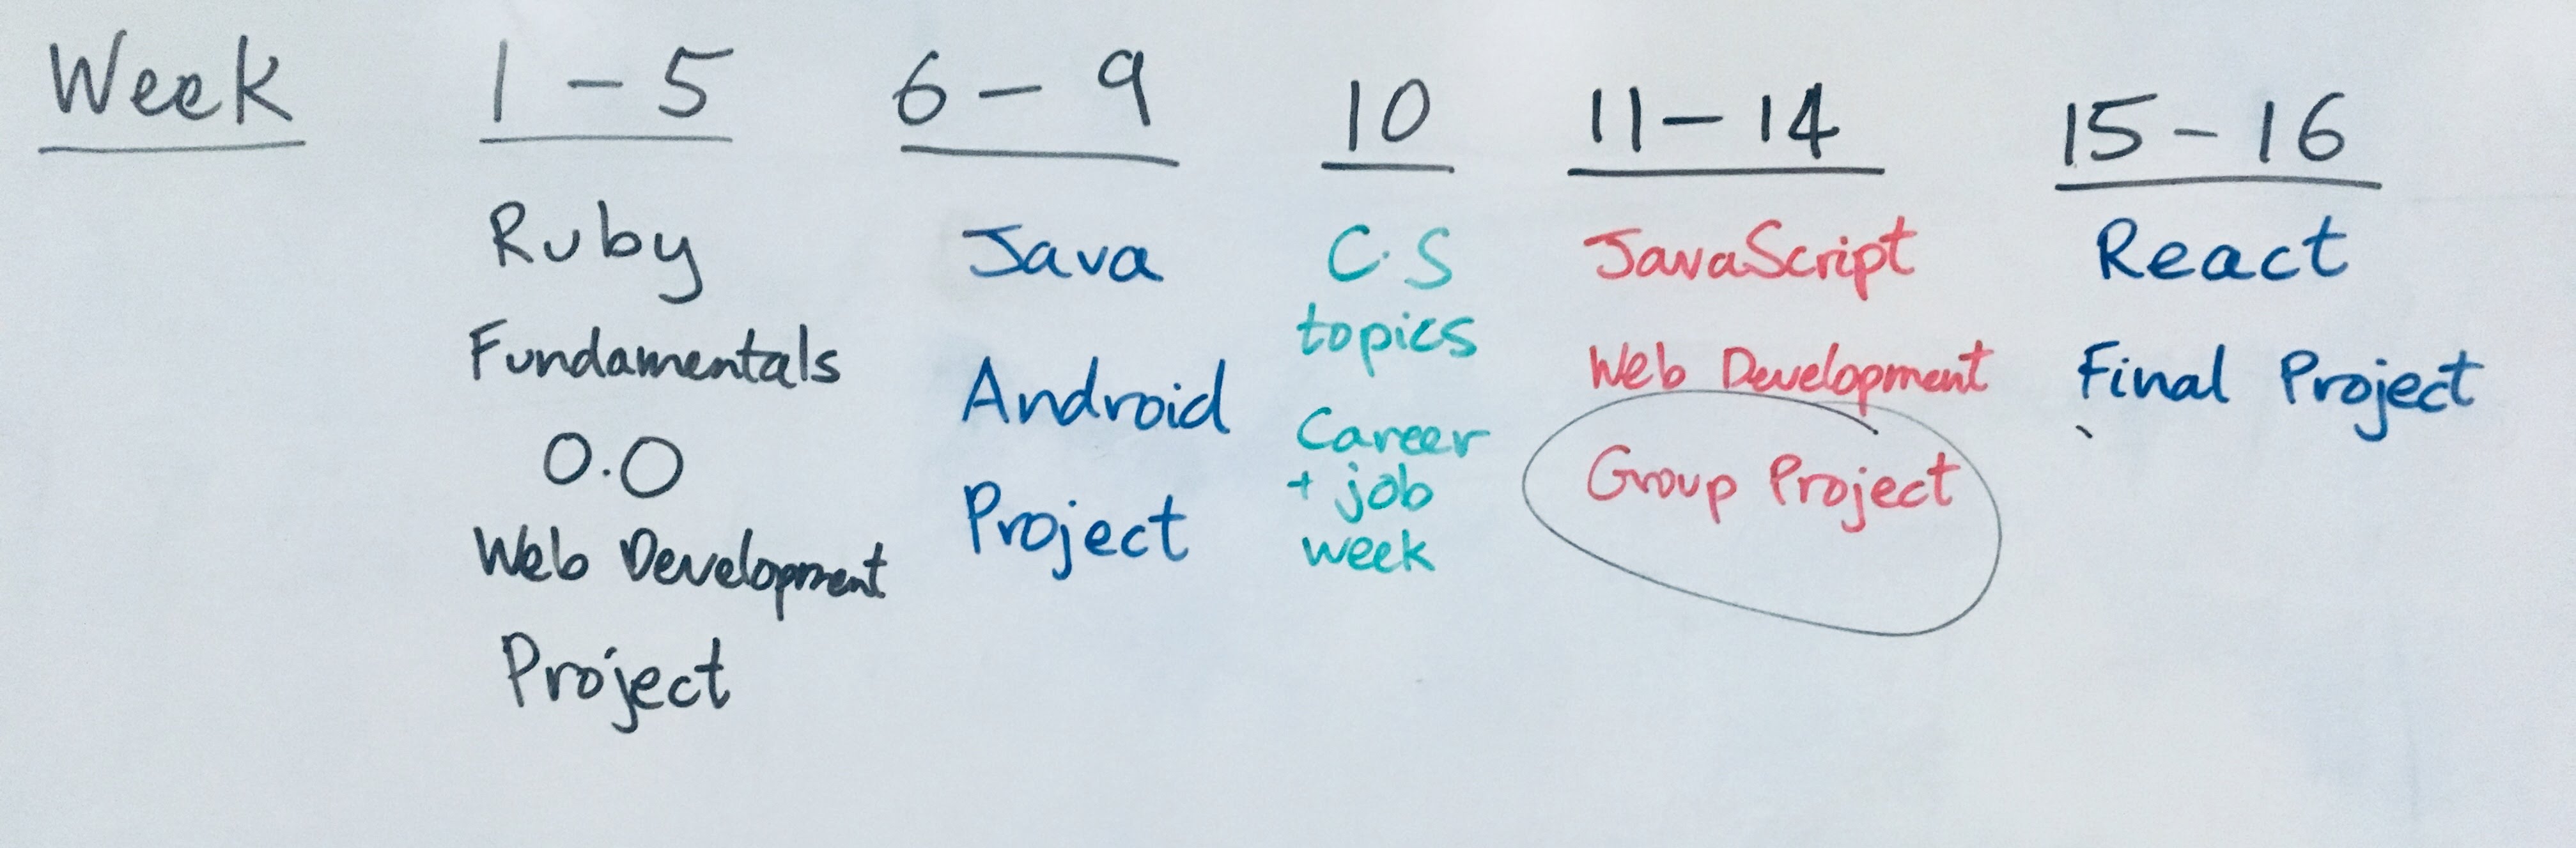 Week 1-5 6-9 10 11-14 15-16
Ruby
Fundamentals
O.O
Web Development
Project
Java
Android
Project
C.S
topics
Career
+ job
week
JavaScript
Web Development
Group Project
React
Final Project